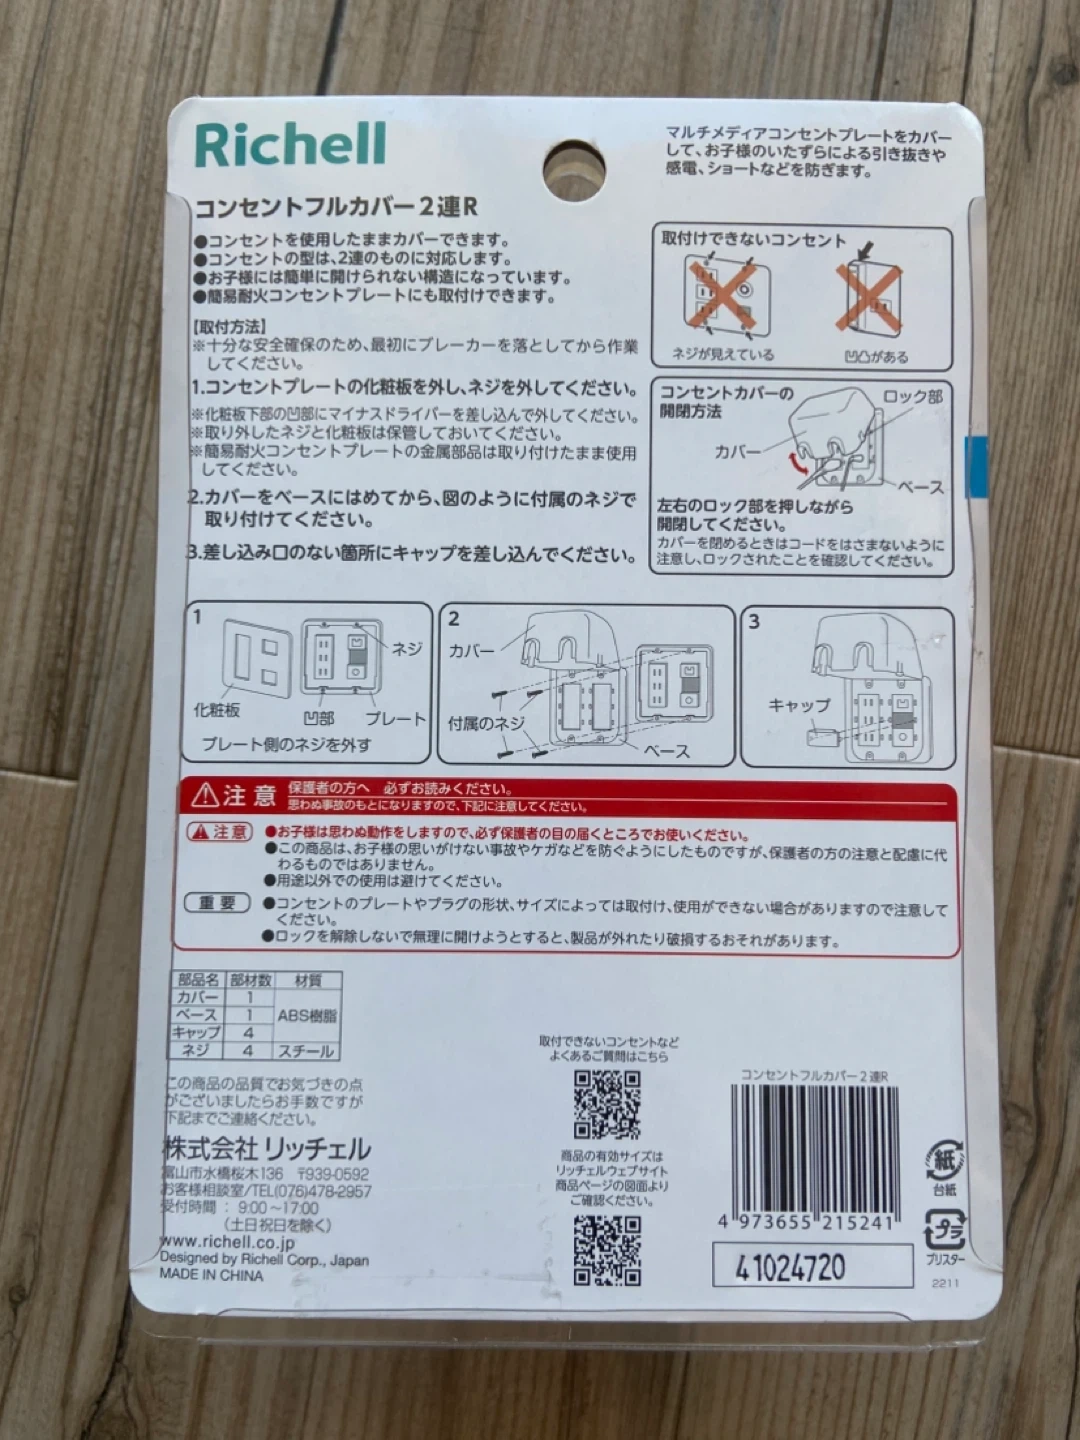 Richell
マルチメディアコンセントプレートをカバー
して、お子様のいたずらによる引き抜きや
感電、ショートなどを防ぎます。
コンセントフルカバー2連R
●コンセントを使用したままカバーできます。
●コンセントの型は、2連のものに対応します。
●お子様には簡単に開けられない構造になっています。
●簡易耐火コンセントプレートにも取付けできます。
【取付方法】
※十分な安全確保のため、最初にブレーカーを落としてから作業
してください。
1.コンセントプレートの化粧板を外し、ネジを外してください。
※化粧板下部の凹部にマイナスドライバーを差し込んで外してください。
※取り外したネジと化粧板は保管しておいてください。
※簡易耐火コンセントプレートの金属部品は取り付けたまま使用
してください。
2.カバーをベースにはめてから、図のように付属のネジで
取り付けてください。
3.差し込み口のない箇所にキャップを差し込んでください。
取付けできないコンセント
ネジが見えている
凹凸がある
コンセントカバーの
開閉方法
ロック部
カバー
ベース
左右のロック部を押しながら
開閉してください。
カバーを閉めるときはコードをはさまないように
注意し、ロックされたことを確認してください。
1
ネジ
化粧板
凹部
プレート
プレート側のネジを外す
2
カバー
付属のネジ
ベース
3
キャップ
注意
保護者の方へ 必ずお読みください。
思わぬ事故のもとになりますので、下記に注意してください。
注意
●お子様は思わぬ動作をしますので、必ず保護者の目の届くところでお使いください。
●この商品は、お子様の思いがけない事故やケガなどを防ぐようにしたものですが、保護者の方の注意と配慮に代
わるものではありません。
●用途以外での使用は避けてください。
重要
●コンセントのプレートやプラグの形状、サイズによっては取付け、使用ができない場合がありますので注意して
ください。
●ロックを解除しないで無理に開けようとすると、製品が外れたり破損するおそれがあります。
部品名 部材数 材質
カバー 1
ベース 1 ABS樹脂
キャップ 4
ネジ 4 スチール
この商品の品質でお気づきの点
がございましたらお手数ですが
下記までご連絡ください。
株式会社 リッチェル
富山市水橋桜木136 〒939-0592
お客様相談室/TEL(076)478-2957
受付時間：9:00〜17:00
(土日祝日を除く)
www.richell.co.jp
Designed by Richell Corp., Japan
MADE IN CHINA
取付できないコンセントなど
よくあるご質問はこちら
商品の有効サイズは
リッチェルウェブサイト
商品ページの図面より
ご確認ください。
コンセントフルカバー2連R
4 973655 215241
41024720
紙
台紙
プラ
ブリスター
2211